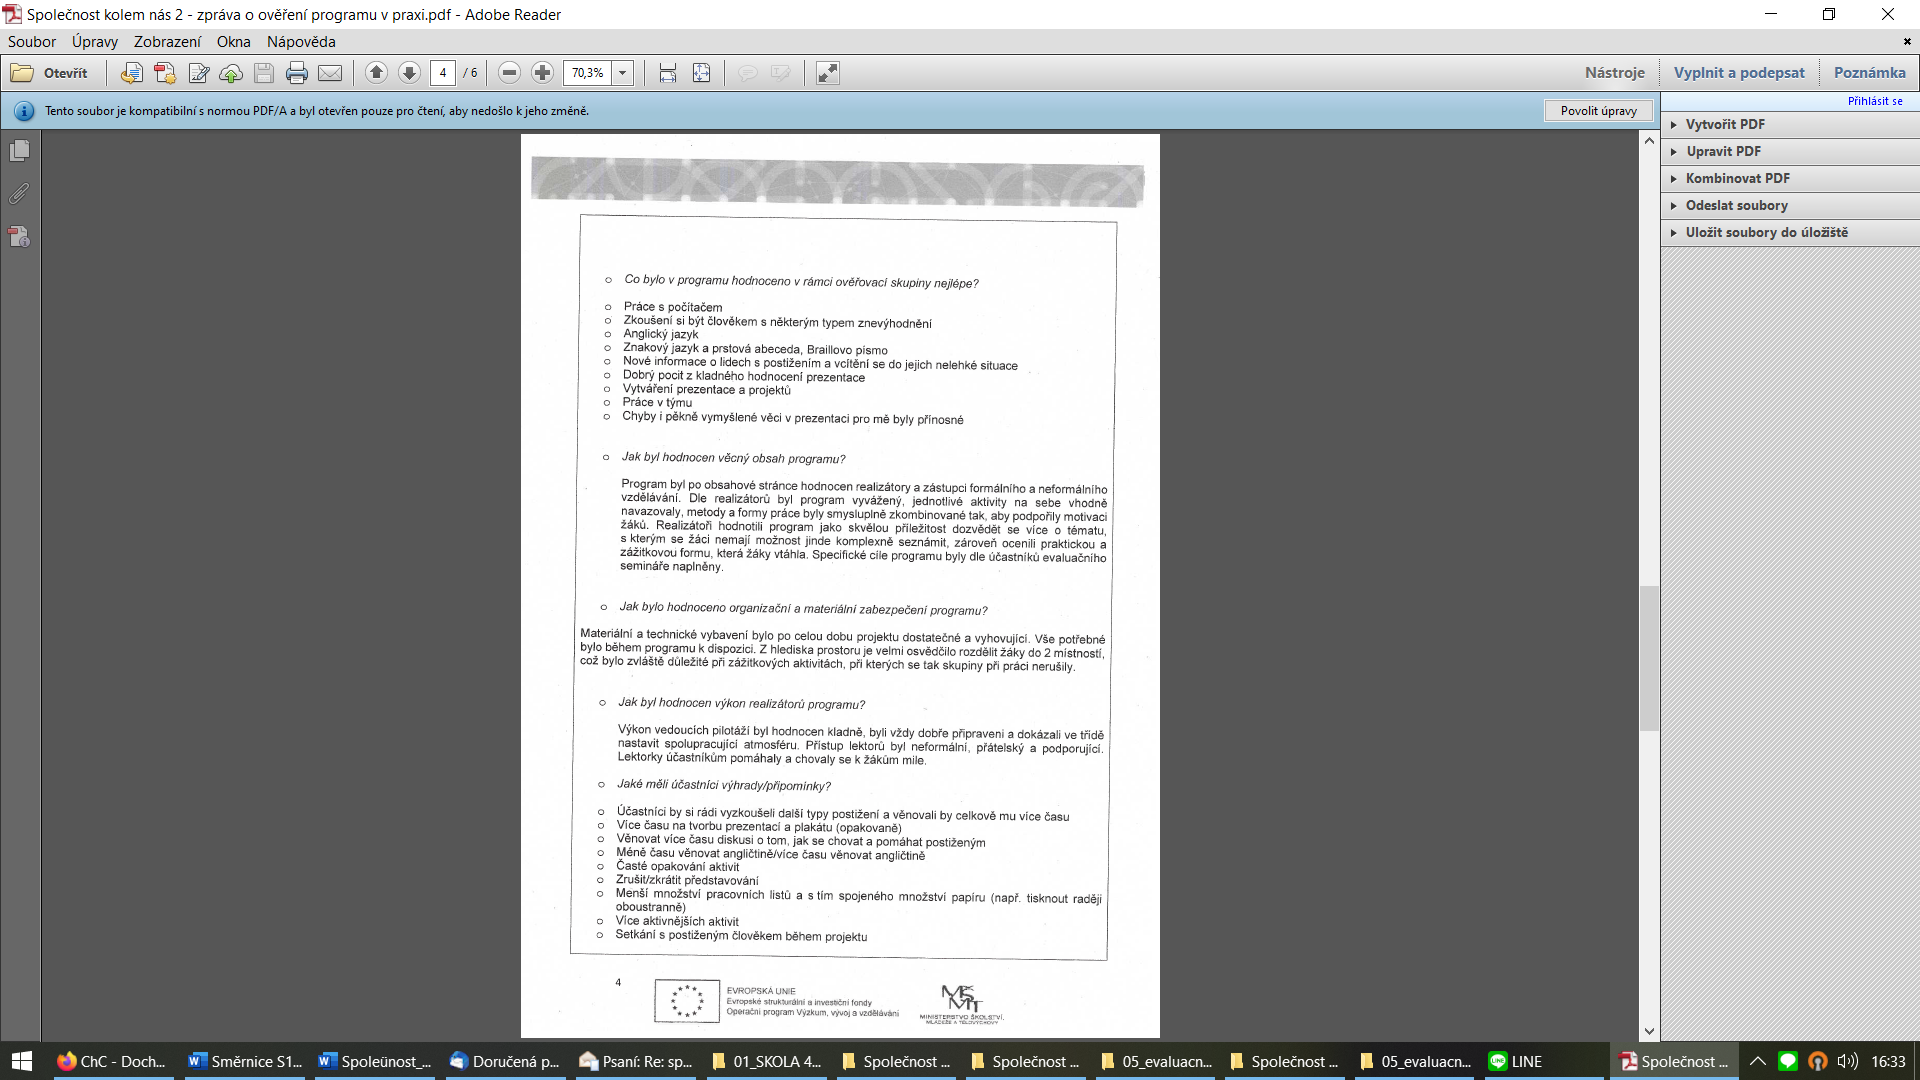 Společnost kolem nás 2 - zpráva o ověření programu v praxi.pdf - Adobe Reader
Soubor Úpravy Zobrazení Okna Nápověda
Otevřít 4 / 6 70,3% Nástroje Vyplnit a podepsat Poznámka
Tento soubor je kompatibilní s normou PDF/A a byl otevřen pouze pro čtení, aby nedošlo k jeho změně. Povolit úpravy
Přihlásit se
Vytvořit PDF
Upravit PDF
Kombinovat PDF
Odeslat soubory
Uložit soubory do úložiště
Co bylo v programu hodnoceno v rámci ověřovací skupiny nejlépe?
Práce s počítačem
Zkoušení si být člověkem s některým typem znevýhodnění
Anglický jazyk
Znakový jazyk a prstová abeceda, Braillovo písmo
Nové informace o lidech s postižením a vcítění se do jejich nelehké situace
Dobrý pocit z kladného hodnocení prezentace
Vytváření prezentace a projektů
Práce v týmu
Chyby i pěkně vymyšlené věci v prezentaci pro mě byly přínosné
Jak byl hodnocen věcný obsah programu?
Program byl po obsahové stránce hodnocen realizátory a zástupci formálního a neformálního
vzdělávání. Dle realizátorů byl program vyvážený, jednotlivé aktivity na sebe vhodně
navazovaly, metody a formy práce byly smysluplně zkombinované tak, aby podpořily motivaci
žáků. Realizátoři hodnotili program jako skvělou příležitost dozvědět se více o tématu,
s kterým se žáci nemají možnost jinde komplexně seznámit, zároveň ocenili praktickou a
zážitkovou formu, která žáky vtáhla. Specifické cíle programu byly dle účastníků evaluačního
semináře naplněny.
Jak bylo hodnoceno organizační a materiální zabezpečení programu?
Materiální a technické vybavení bylo po celou dobu projektu dostatečné a vyhovující. Vše potřebné
bylo během programu k dispozici. Z hlediska prostoru je velmi osvědčilo rozdělit žáky do 2 místností,
což bylo zvláště důležité při zážitkových aktivitách, při kterých se tak skupiny při práci nerušily.
Jak byl hodnocen výkon realizátorů programu?
Výkon vedoucích pilotáží byl hodnocen kladně, byli vždy dobře připraveni a dokázali ve třídě
nastavit spolupracující atmosféru. Přístup lektorů byl neformální, přátelský a podporující.
Lektorky účastníkům pomáhaly a chovaly se k žákům mile.
Jaké měli účastníci výhrady/připomínky?
Účastníci by si rádi vyzkoušeli další typy postižení a věnovali by celkově mu více času
Více času na tvorbu prezentací a plakátu (opakovaně)
Věnovat více času diskusi o tom, jak se chovat a pomáhat postiženým
Méně času věnovat angličtině/více času věnovat angličtině
Časté opakování aktivit
Zrušit/zkrátit představování
Menší množství pracovních listů a s tím spojeného množství papíru (např. tisknout raději
oboustranně)
Více aktivnějších aktivit
Setkání s postiženým člověkem během projektu
4
EVROPSKÁ UNIE
Evropské strukturální a investiční fondy
Operační program Výzkum, vývoj a vzdělávání
MŠMT
MINISTERSTVO ŠKOLSTVÍ,
MLÁDEŽE A TĚLOVÝCHOVY
ChC - Doch... Směrnice S1... Spoleünost_... Doručená p... Psaní: Re: sp... 01_SKOLA 4... Společnost ... Společnost ... 05_evaluacn... Společnost ... 05_evaluacn... LINE Společnost ... 16:33